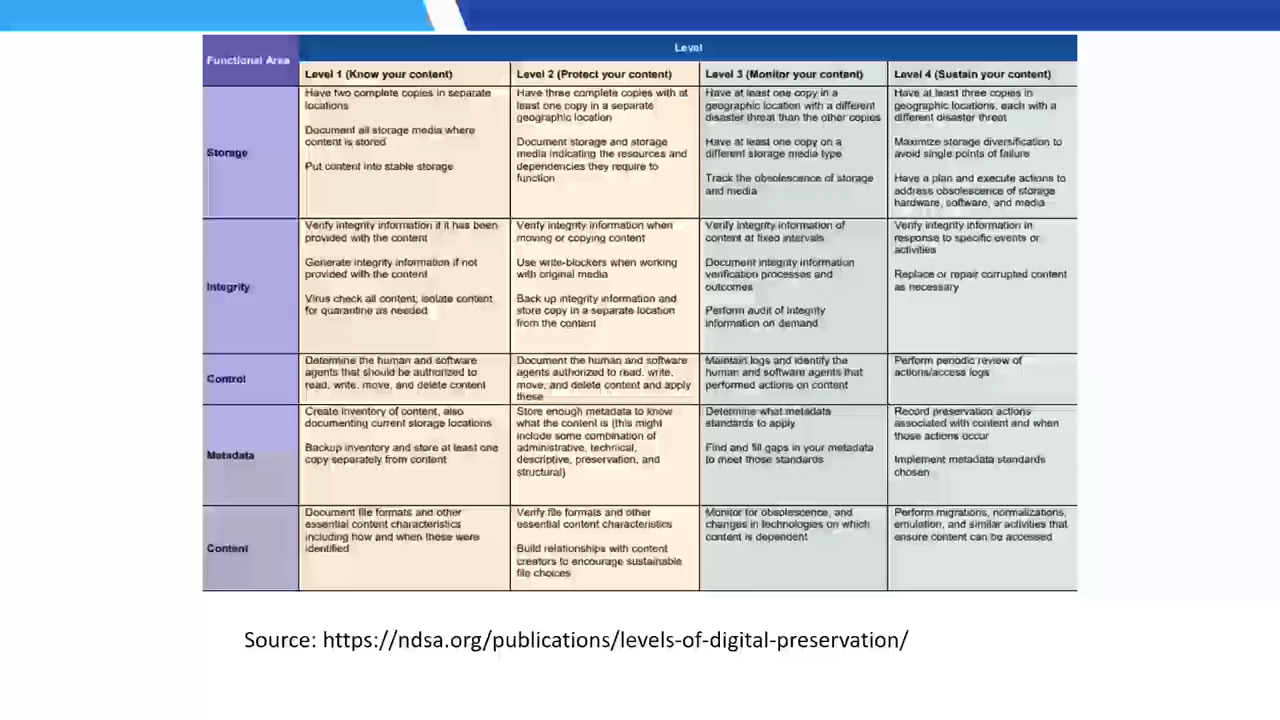 Level
Functional Area
Level 1 (Know your content)
Level 2 (Protect your content)
Level 3 (Monitor your content)
Level 4 (Sustain your content)
Storage
Have two complete copies in separate
locations
Document all storage media where
content is stored
Put content into stable storage
Have three complete copies with at
least one copy in a separate
geographic location
Document storage and storage
media indicating the resources and
dependencies they require to
function
Have at least one copy in a
geographic location with a different
disaster threat than the other copies
Have at least one copy on a
different storage media type
Track the obsolescence of storage
and media
Have at least three copies in
geographic locations, each with a
different disaster threat
Maximize storage diversification to
avoid single points of failure
Have a plan and execute actions to
address obsolescence of storage
hardware, software, and media
Integrity
Verify integrity information if it has been
provided with the content
Generate integrity information if not
provided with the content
Virus check all content; isolate content
for quarantine as needed
Verify integrity information when
moving or copying content
Use write-blockers when working
with original media
Back up integrity information and
store copy in a separate location
from the content
Verify integrity information of
content at fixed intervals
Document integrity information
verification processes and
outcomes
Perform audit of integrity
information on demand
Verify integrity information in
response to specific events or
activities
Replace or repair corrupted content
as necessary
Control
Determine the human and software
agents that should be authorized to
read, write, move, and delete content
Document the human and software
agents authorized to read, write,
move, and delete content and apply
these
Maintain logs and identify the
human and software agents that
performed actions on content
Perform periodic review of
actions/access logs
Metadata
Create inventory of content, also
documenting current storage locations
Backup inventory and store at least one
copy separately from content
Store enough metadata to know
what the content is (this might
include some combination of
administrative, technical,
descriptive, preservation, and
structural)
Determine what metadata
standards to apply
Find and fill gaps in your metadata
to meet those standards
Record preservation actions
associated with content and when
those actions occur
Implement metadata standards
chosen
Content
Document file formats and other
essential content characteristics
including how and when these were
identified
Verify file formats and other
essential content characteristics
Build relationships with content
creators to encourage sustainable
file choices
Monitor for obsolescence, and
changes in technologies on which
content is dependent
Perform migrations, normalizations,
emulation, and similar activities that
ensure content can be accessed
Source: https://ndsa.org/publications/levels-of-digital-preservation/